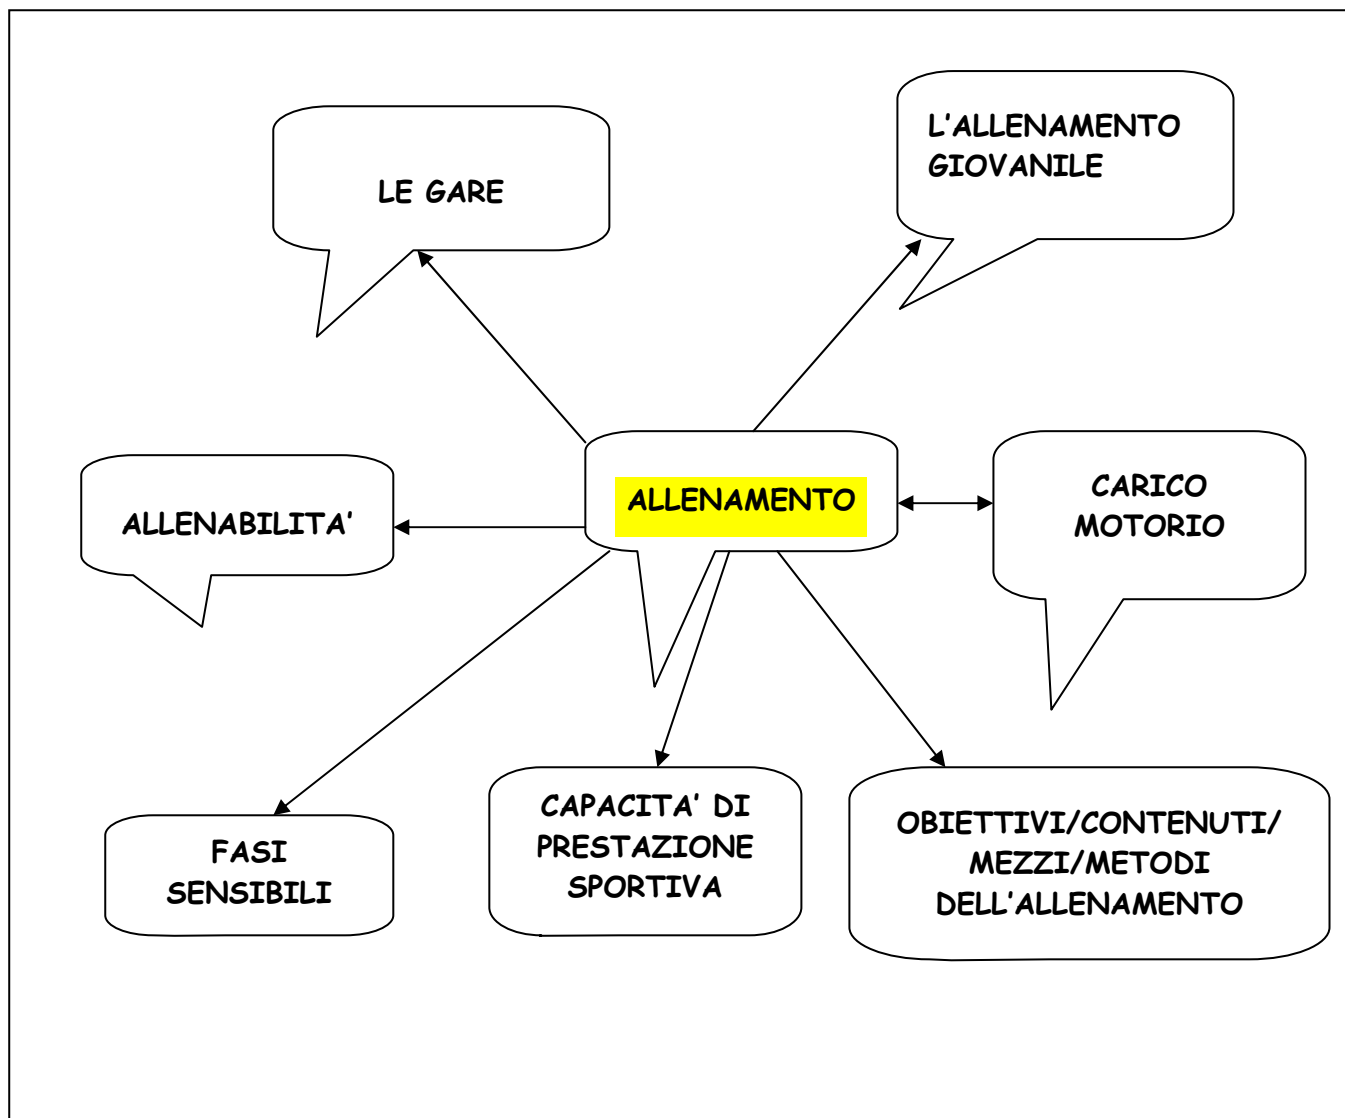 LE GARE
L'ALLENAMENTO
GIOVANILE
ALLENABILITA'
ALLENAMENTO
CARICO
MOTORIO
FASI
SENSIBILI
CAPACITA' DI
PRESTAZIONE
SPORTIVA
OBIETTIVI/CONTENUTI/
MEZZI/METODI
DELL'ALLENAMENTO